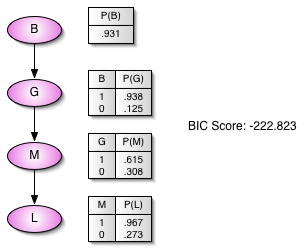 B
P(B)
.931
G
B P(G)
1 .938
0 .125
BIC Score: -222.823
M
G P(M)
1 .615
0 .308
L
M P(L)
1 .967
0 .273